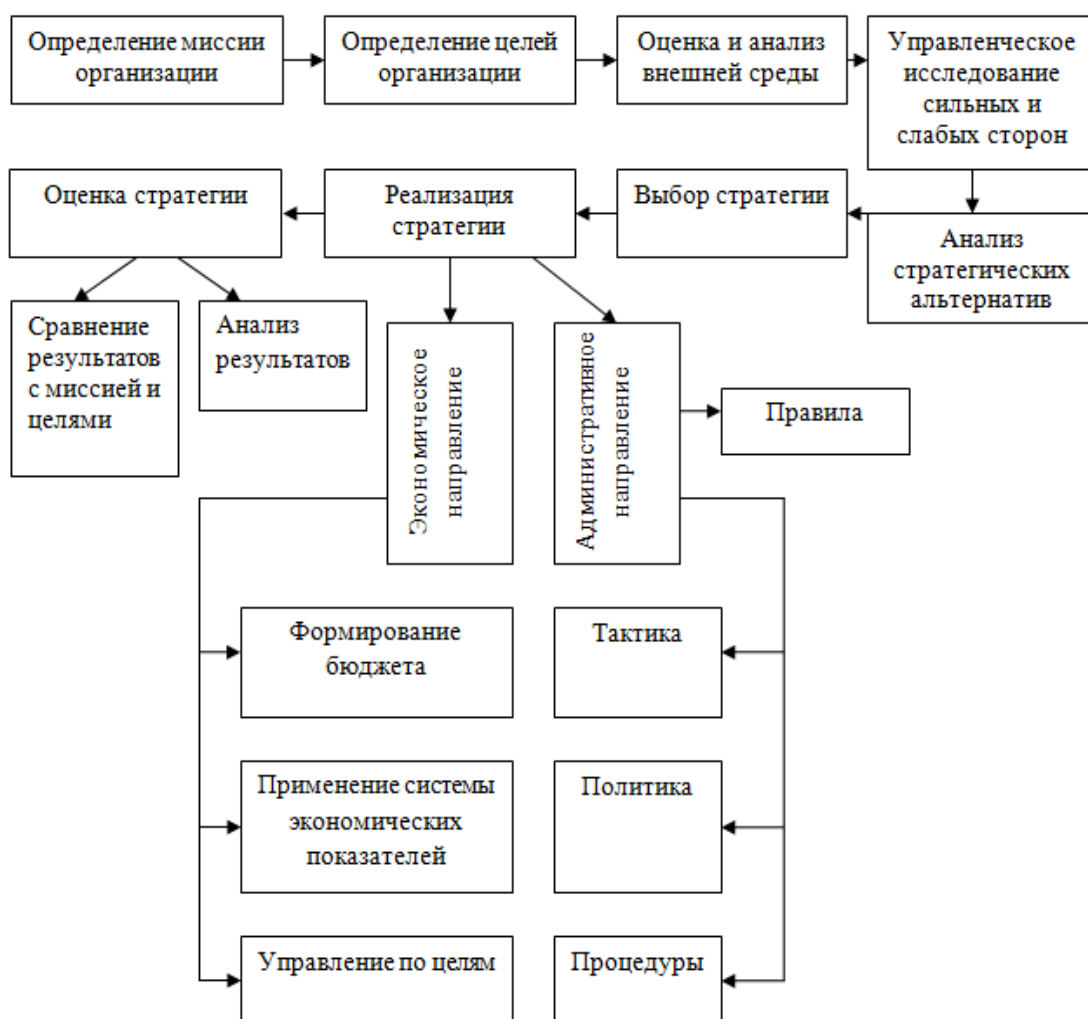 Определение миссии
организации
Определение целей
организации
Оценка и анализ
внешней среды
Управленческое
исследование
сильных и
слабых сторон
Оценка стратегии
Реализация
стратегии
Выбор стратегии
Анализ
стратегических
альтернатив
Сравнение
результатов
с миссией и
целями
Анализ
результатов
Экономическое
направление
Административное
направление
Правила
Формирование
бюджета
Тактика
Применение системы
экономических
показателей
Политика
Управление по целям
Процедуры